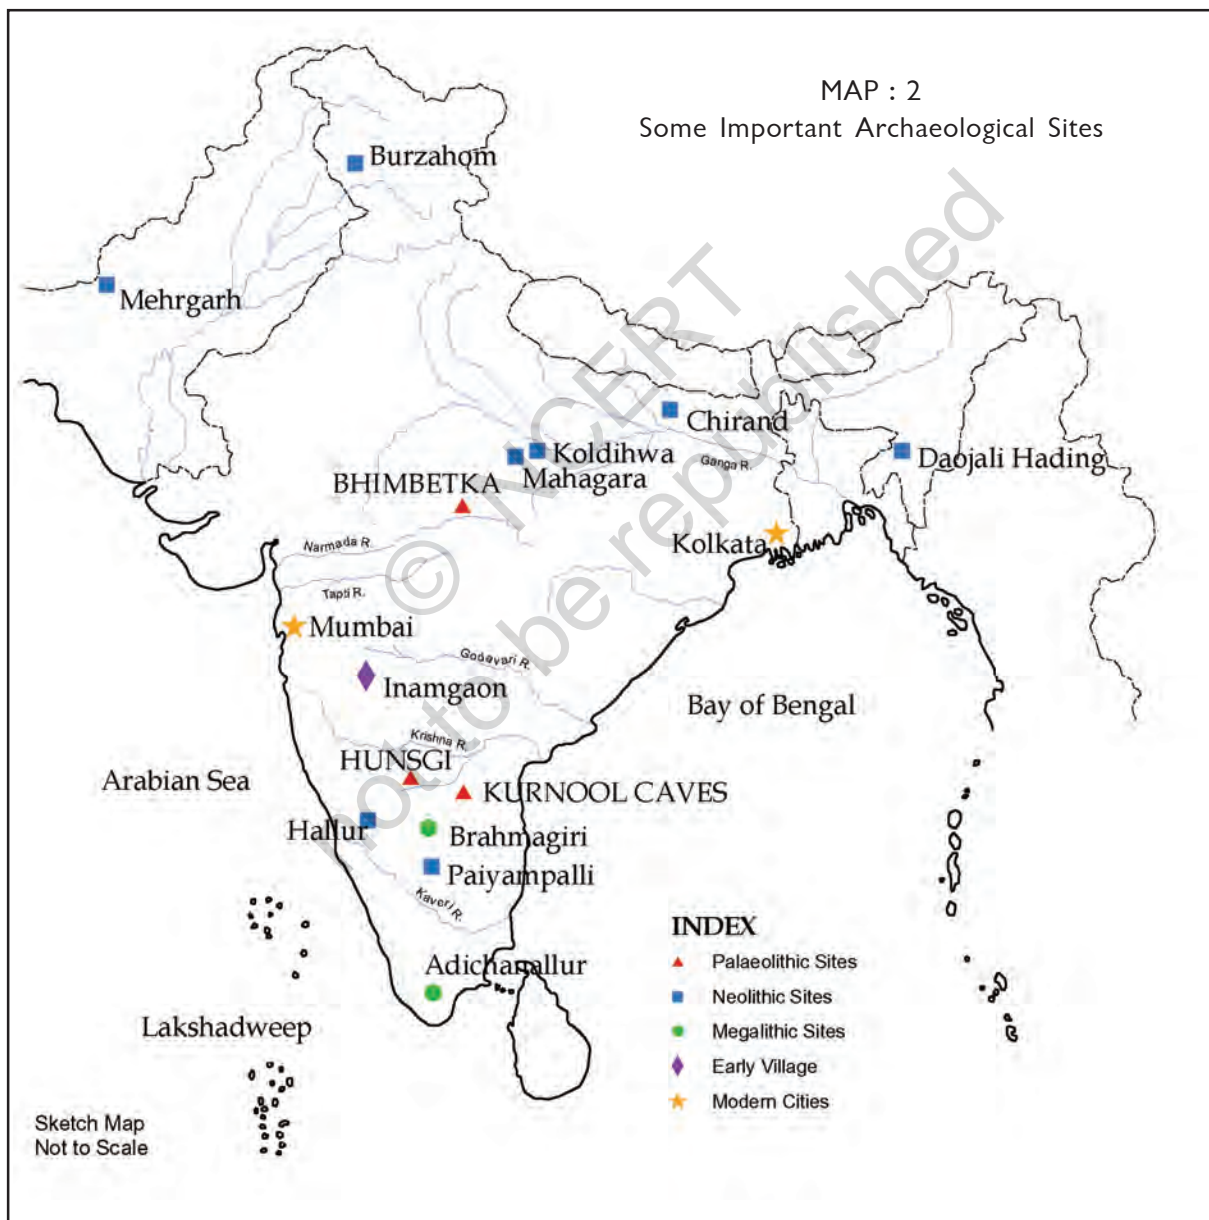 MAP : 2
Some Important Archaeological Sites
Burzahom
Mehrgarh
Chirand
Koldihwa
Mahagara
Ganga R.
Daojali Hading
BHIMBETKA
Kolkata
Narmada R.
Tapti R.
Mumbai
Godavari R.
Inamgaon
Bay of Bengal
Krishna R.
HUNSGI
Arabian Sea
KURNOOL CAVES
Hallur
Brahmagiri
Paiyampalli
Kaveri R.
Adichanallur
Lakshadweep
INDEX
Palaeolithic Sites
Neolithic Sites
Megalithic Sites
Early Village
Modern Cities
Sketch Map
Not to Scale
© NCERT
not to be republished